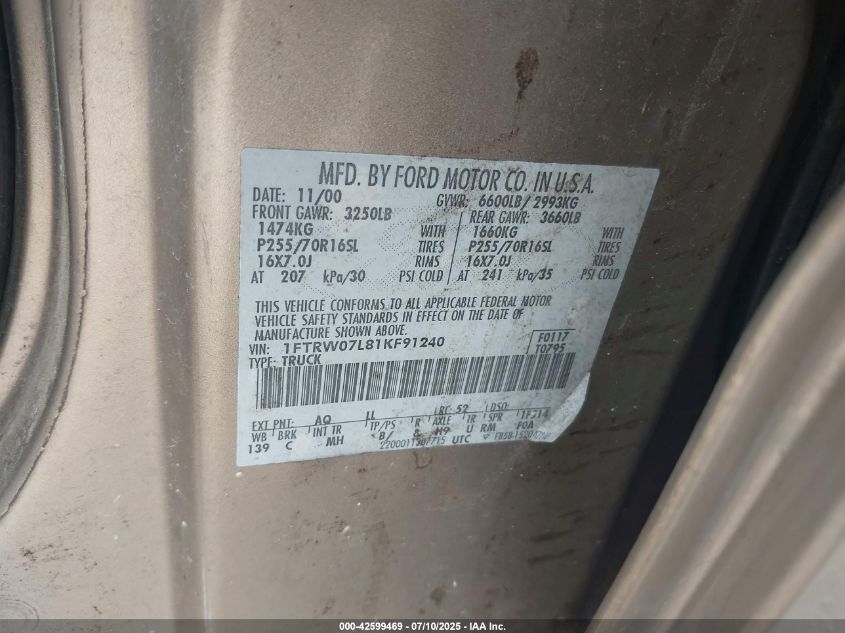 MFD. BY FORD MOTOR CO. IN U.S.A.
DATE: 11/00 GVWR: 6600LB/2993KG
FRONT GAWR: 3250LB REAR GAWR: 3660LB
1474KG WITH 1660KG WITH
P255/70R16SL TIRES P255/70R16SL TIRES
16X7.0J RIMS 16X7.0J RIMS
AT 207 kPa/30 PSI COLD AT 241 kPa/35 PSI COLD
THIS VEHICLE CONFORMS TO ALL APPLICABLE FEDERAL MOTOR
VEHICLE SAFETY STANDARDS IN EFFECT ON THE DATE OF
MANUFACTURE SHOWN ABOVE.
VIN: 1FTRW07L81KF91240 F0117
TYPE: TRUCK T0795
EXT PNT: AQ LL LRC: 52 DSO: 1F214
WB BRK INT TR TP/PS R AXLE TR SPR F0A
139 C MH B/ & H9 U RM
UTC
000-42599469 - 07/10/2025 - IAA Inc.